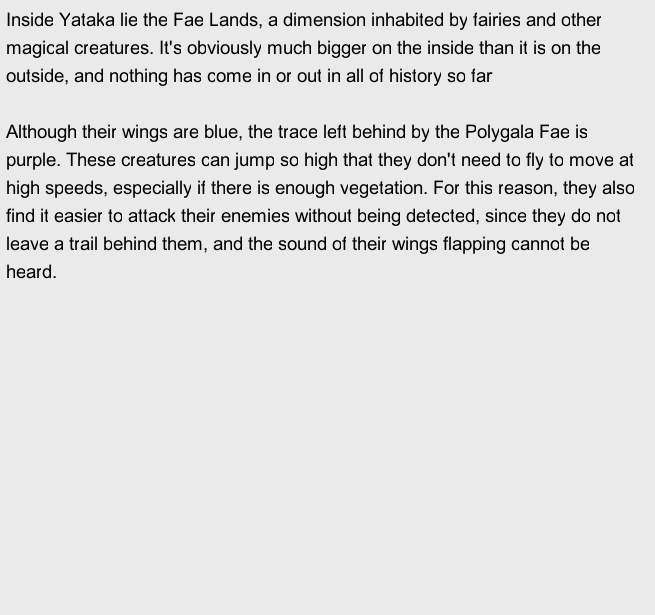 Inside Yataka lie the Fae Lands, a dimension inhabited by fairies and other
magical creatures. It's obviously much bigger on the inside than it is on the
outside, and nothing has come in or out in all of history so far
Although their wings are blue, the trace left behind by the Polygala Fae is
purple. These creatures can jump so high that they don't need to fly to move at
high speeds, especially if there is enough vegetation. For this reason, they also
find it easier to attack their enemies without being detected, since they do not
leave a trail behind them, and the sound of their wings flapping cannot be
heard.